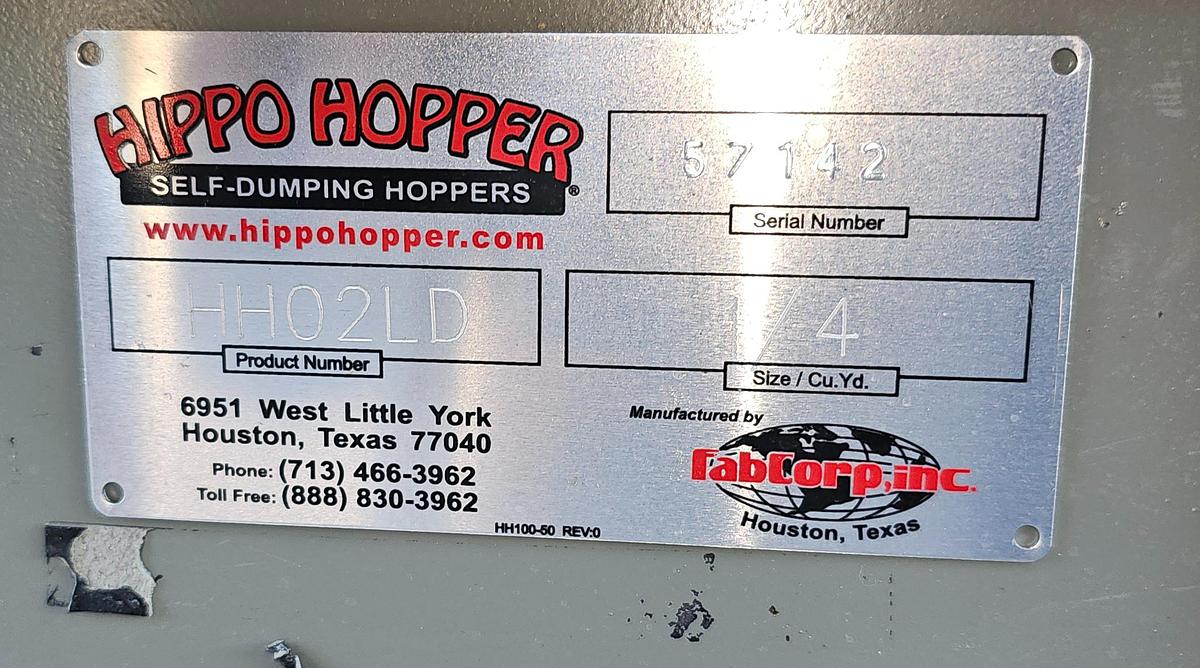 HIPPO HOPPER
SELF-DUMPING HOPPERS ®
www.hippohopper.com
57142
Serial Number
HH02LD
Product Number
1/4
Size / Cu.Yd.
6951 West Little York
Houston, Texas 77040
Phone: (713) 466-3962
Toll Free: (888) 830-3962
HH100-50 REV:0
Manufactured by
fabCorp,inc.
Houston, Texas